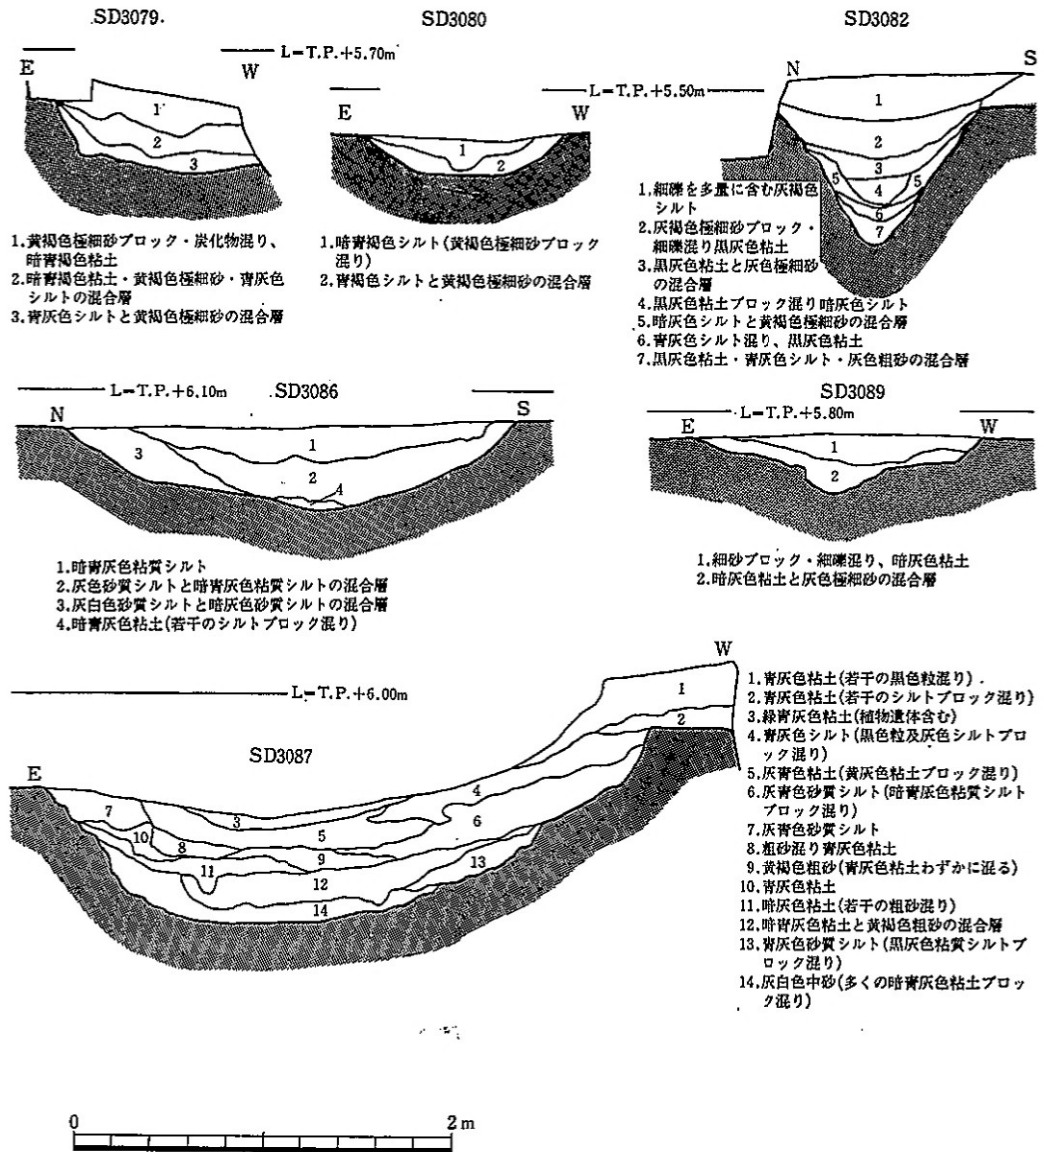 SD3079
SD3080
SD3082
L=T.P.+5.70m
E
W
E
W
L=T.P.+5.50m
N
S
1
2
3
1
2
1
2
3
4
5
5
6
7
1.黄褐色極細砂ブロック・炭化物混り、
暗青褐色粘土
2.暗青褐色粘土・黄褐色極細砂・青灰色
シルトの混合層
3.青灰色シルトと黄褐色極細砂の混合層
1.暗青褐色シルト(黄褐色極細砂ブロック
混り)
2.青褐色シルトと黄褐色極細砂の混合層
1.細礫を多量に含む灰褐色
シルト
2.灰褐色極細砂ブロック・
細礫混り黒灰色粘土
3.黒灰色粘土と灰色極細砂
の混合層
4.黒灰色粘土ブロック混り暗灰色シルト
5.暗灰色シルトと黄褐色極細砂の混合層
6.青灰色シルト混り、黒灰色粘土
7.黒灰色粘土・青灰色シルト・灰色粗砂の混合層
L=T.P.+6.10m
SD3086
N
S
1
2
3
4
1.暗青灰色粘質シルト
2.灰色砂質シルトと暗青灰色粘質シルトの混合層
3.灰白色砂質シルトと暗灰色砂質シルトの混合層
4.暗青灰色粘土(若干のシルトブロック混り)
SD3089
L=T.P.+5.80m
E
W
1
2
1.細砂ブロック・細礫混り、暗灰色粘土
2.暗灰色粘土と灰色極細砂の混合層
L=T.P.+6.00m
SD3087
E
W
1
2
3
4
5
6
7
8
9
10
11
12
13
14
1.青灰色粘土(若干の黒色粒混り)
2.青灰色粘土(若干のシルトブロック混り)
3.緑青灰色粘土(植物遺体含む)
4.青灰色シルト(黒色粒及灰色シルトブロ
ック混り)
5.灰青色粘土(黄灰色粘土ブロック混り)
6.灰青色砂質シルト(暗青灰色粘質シルト
ブロック混り)
7.灰青色砂質シルト
8.粗砂混り青灰色粘土
9.黄褐色粗砂(青灰色粘土わずかに混る)
10.青灰色粘土
11.暗灰色粘土(若干の粗砂混り)
12.暗青灰色粘土と黄褐色粗砂の混合層
13.青灰色砂質シルト(黒灰色粘質シルトブ
ロック混り)
14.灰白色中砂(多くの暗青灰色粘土ブロッ
ク混り)
0
2m